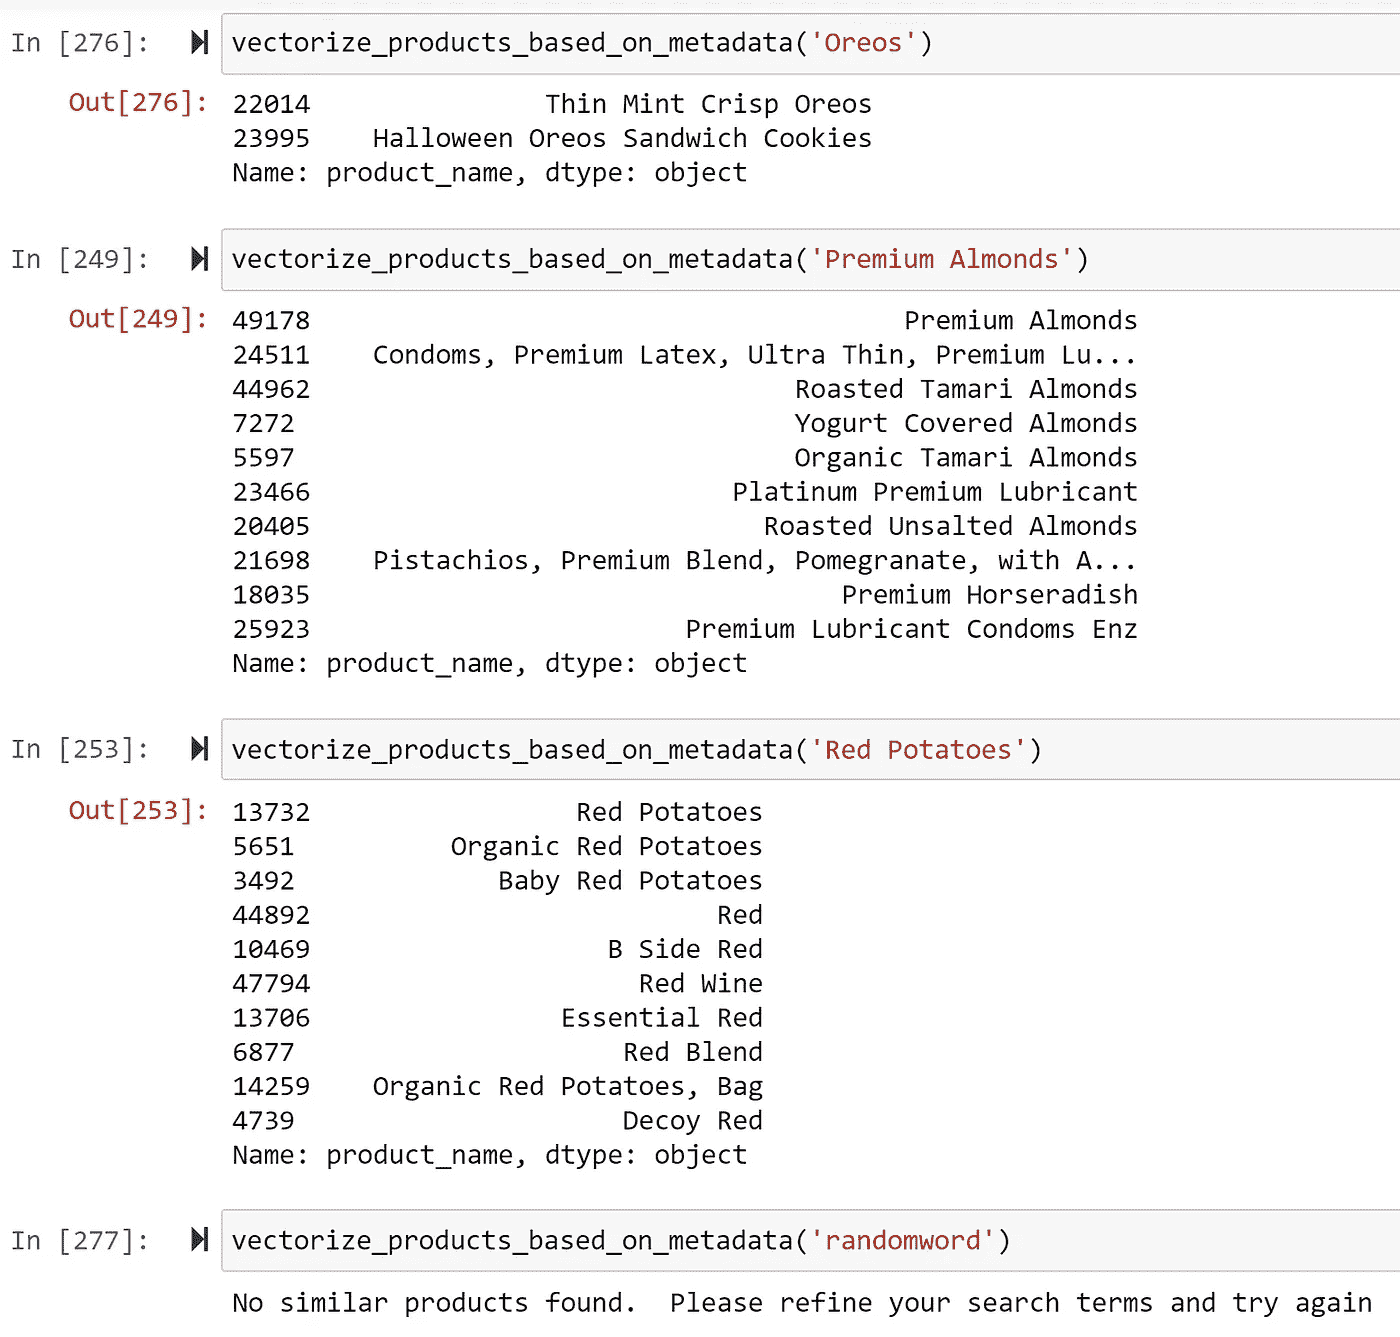 In [276]: vectorize_products_based_on_metadata('Oreos')
Out[276]: 22014 Thin Mint Crisp Oreos
23995 Halloween Oreos Sandwich Cookies
Name: product_name, dtype: object
In [249]: vectorize_products_based_on_metadata('Premium Almonds')
Out[249]: 49178 Premium Almonds
24511 Condoms, Premium Latex, Ultra Thin, Premium Lu...
44962 Roasted Tamari Almonds
7272 Yogurt Covered Almonds
5597 Organic Tamari Almonds
23466 Platinum Premium Lubricant
20405 Roasted Unsalted Almonds
21698 Pistachios, Premium Blend, Pomegranate, with A...
18035 Premium Horseradish
25923 Premium Lubricant Condoms Enz
Name: product_name, dtype: object
In [253]: vectorize_products_based_on_metadata('Red Potatoes')
Out[253]: 13732 Red Potatoes
5651 Organic Red Potatoes
3492 Baby Red Potatoes
44892 Red
10469 B Side Red
47794 Red Wine
13706 Essential Red
6877 Red Blend
14259 Organic Red Potatoes, Bag
4739 Decoy Red
Name: product_name, dtype: object
In [277]: vectorize_products_based_on_metadata('randomword')
No similar products found.  Please refine your search terms and try again